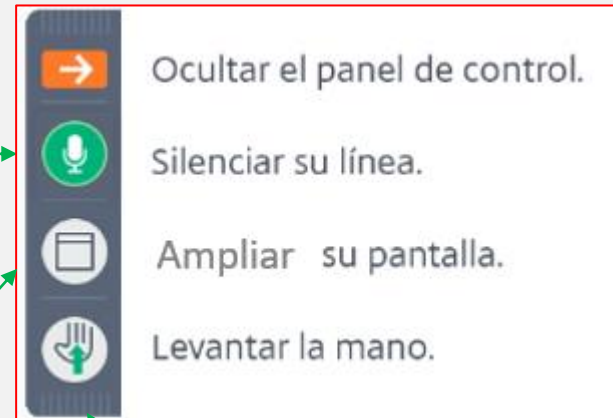 Ocultar el panel de control.
Silenciar su línea.
Ampliar su pantalla.
Levantar la mano.